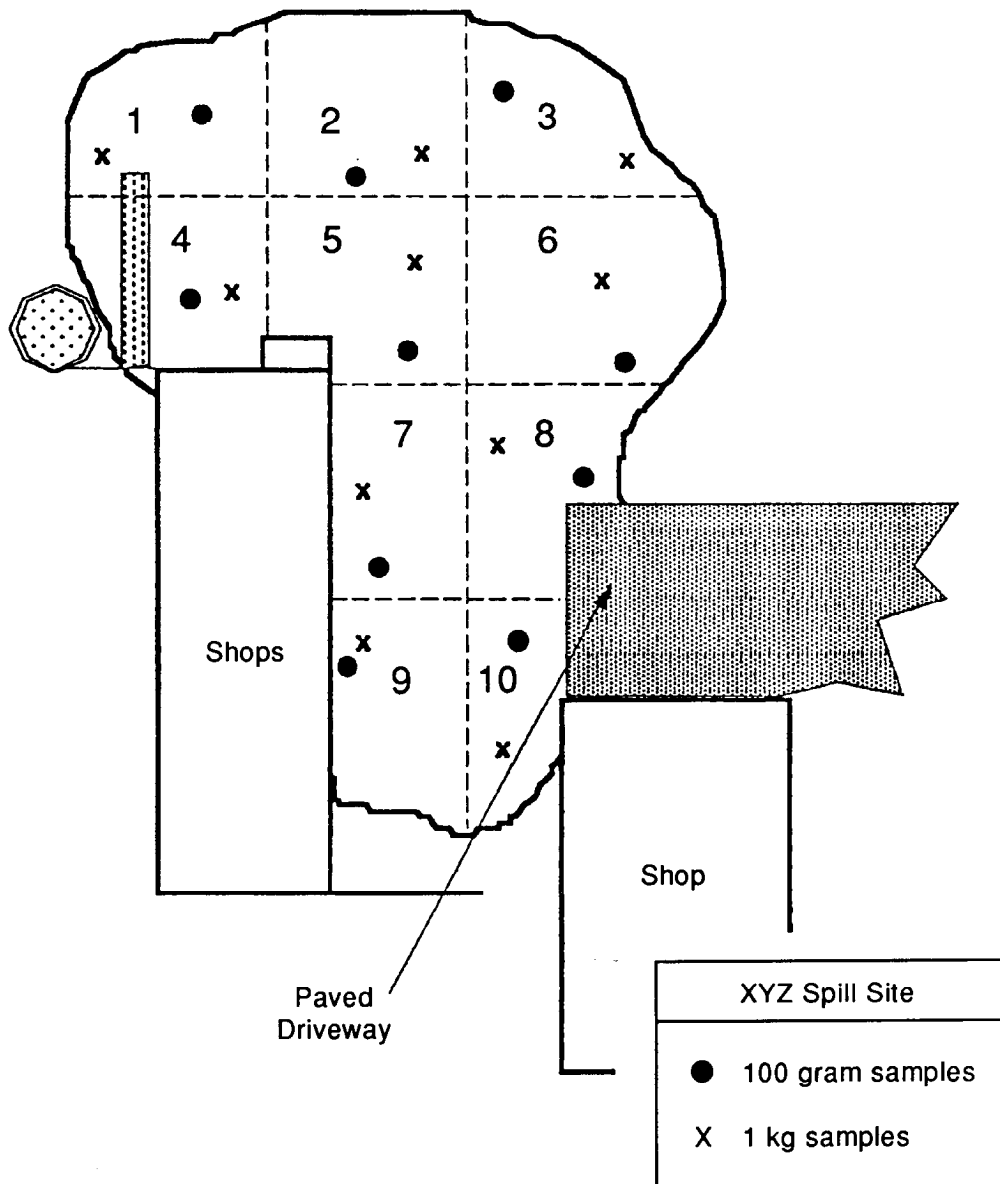 1 2 3
4 5 6
7 8
Shops
9 10
Shop
Paved
Driveway
XYZ Spill Site
100 gram samples
x 1 kg samples